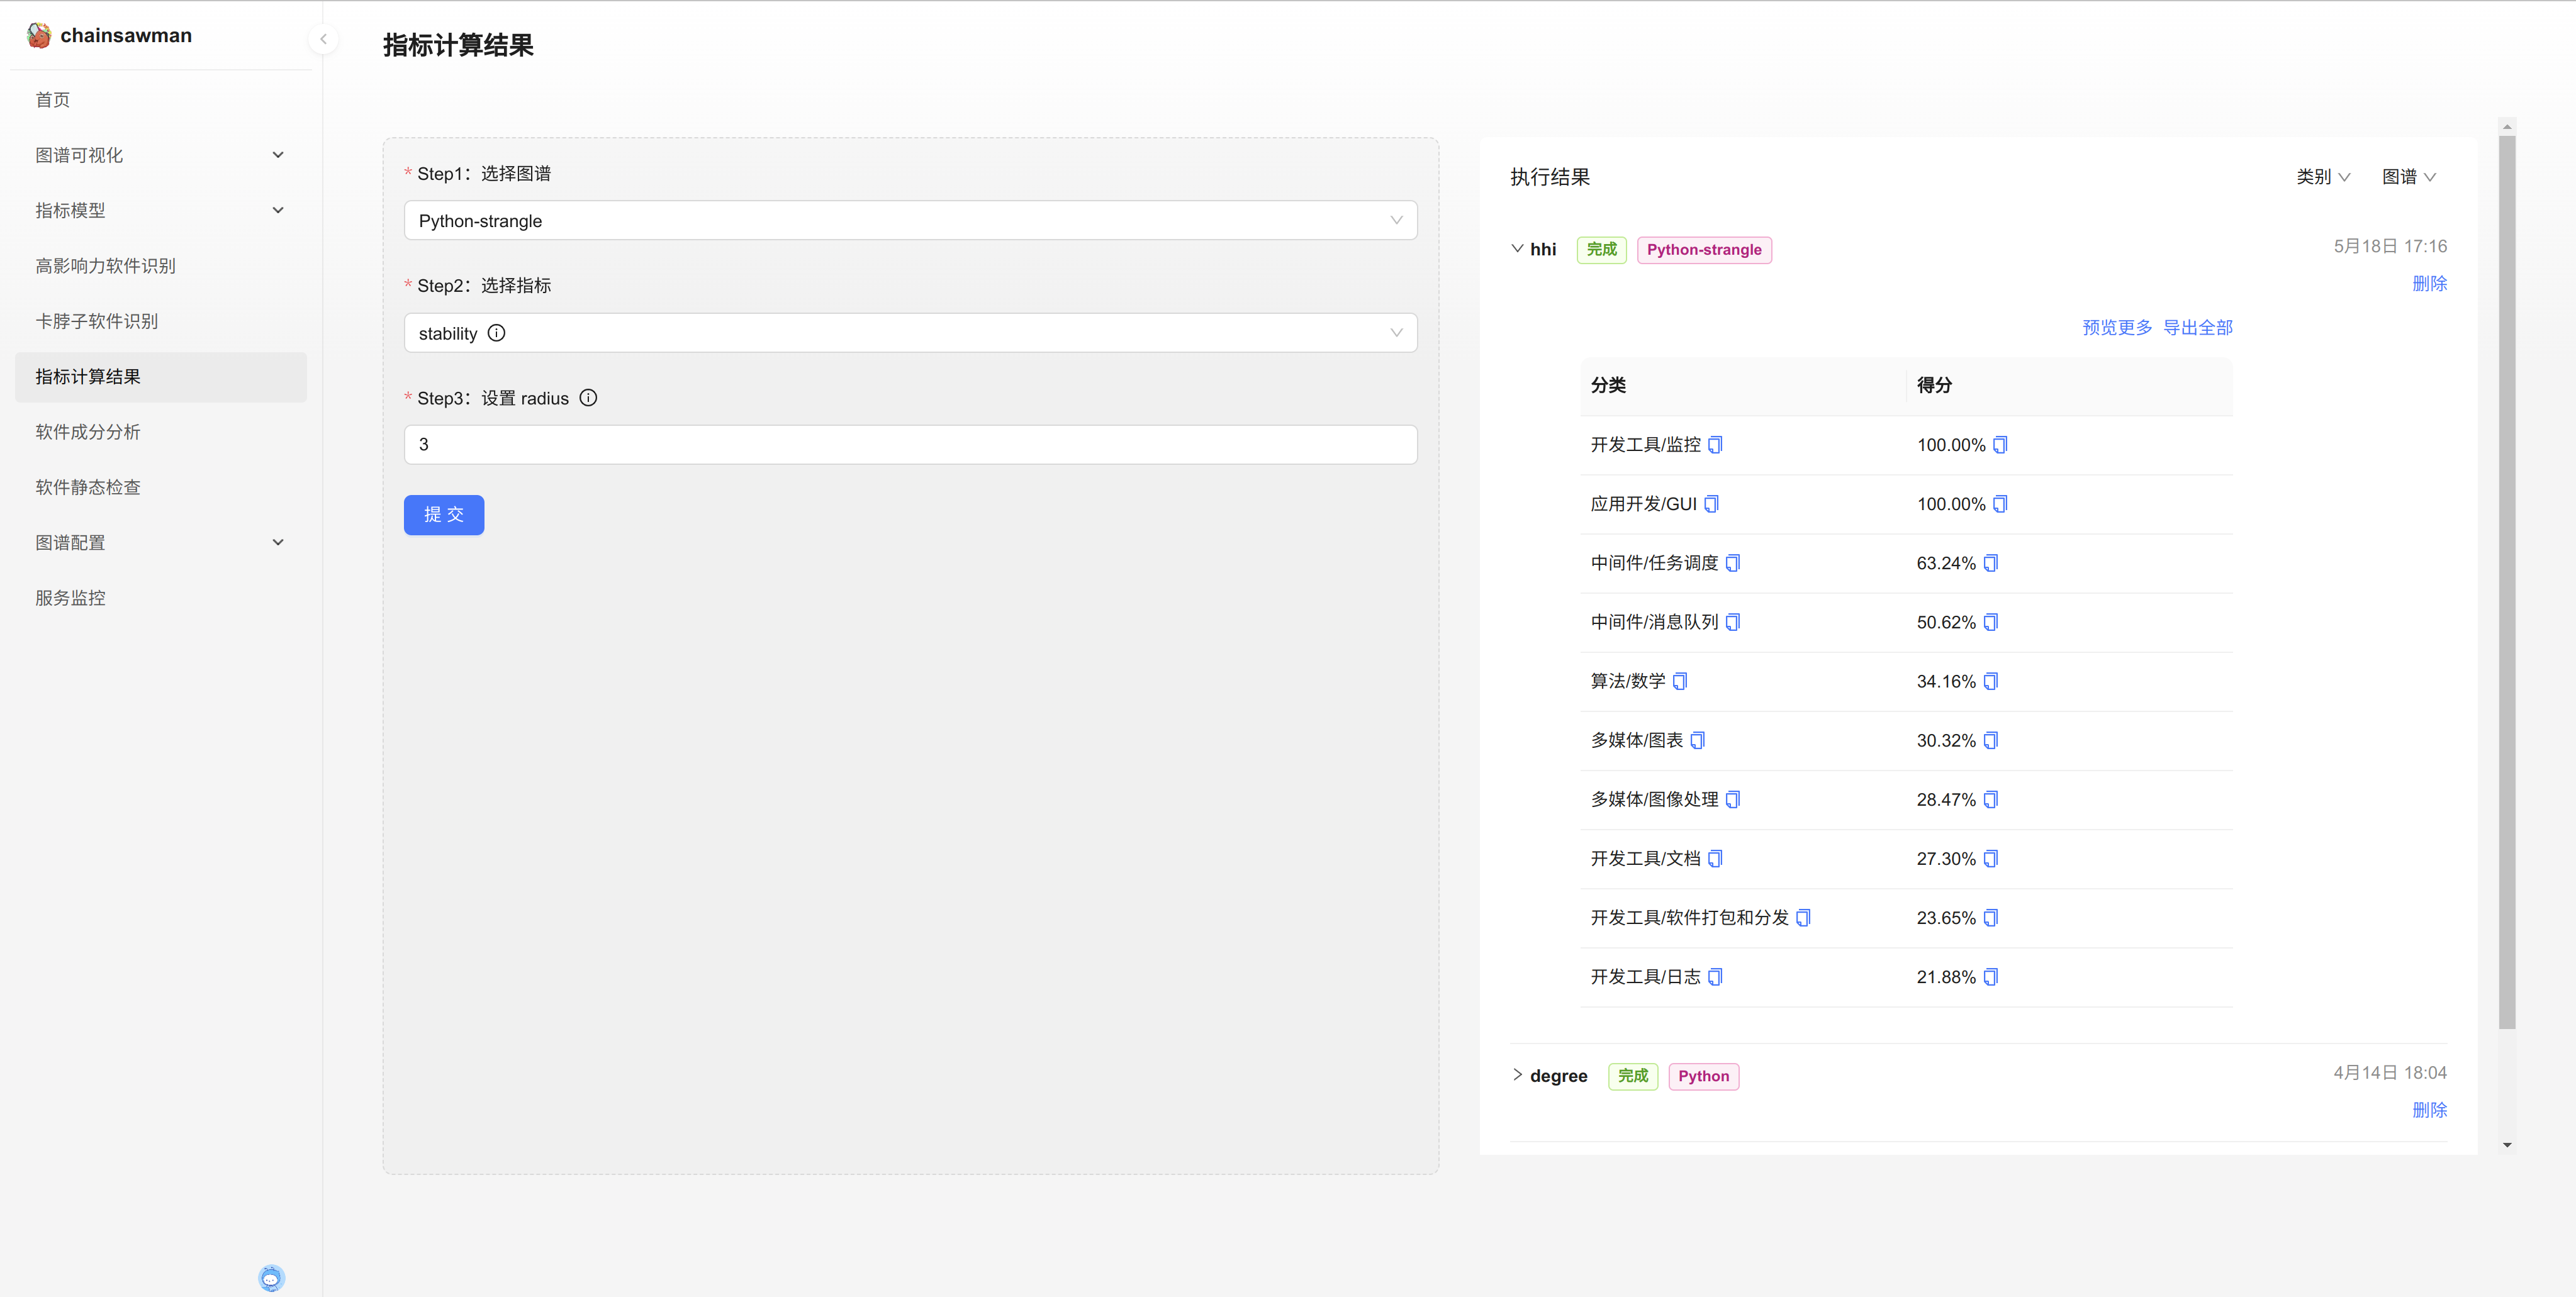 chainsawman
首页
图谱可视化
指标模型
高影响力软件识别
卡脖子软件识别
指标计算结果
软件成分分析
软件静态检查
图谱配置
服务监控
指标计算结果
* Step1：选择图谱
Python-strangle
* Step2：选择指标
stability
* Step3：设置 radius
3
提 交
执行结果 类别 图谱
hhi 完成 Python-strangle 5月18日 17:16
删除
预览更多 导出全部
分类 得分
开发工具/监控 100.00%
应用开发/GUI 100.00%
中间件/任务调度 63.24%
中间件/消息队列 50.62%
算法/数学 34.16%
多媒体/图表 30.32%
多媒体/图像处理 28.47%
开发工具/文档 27.30%
开发工具/软件打包和分发 23.65%
开发工具/日志 21.88%
degree 完成 Python 4月14日 18:04
删除